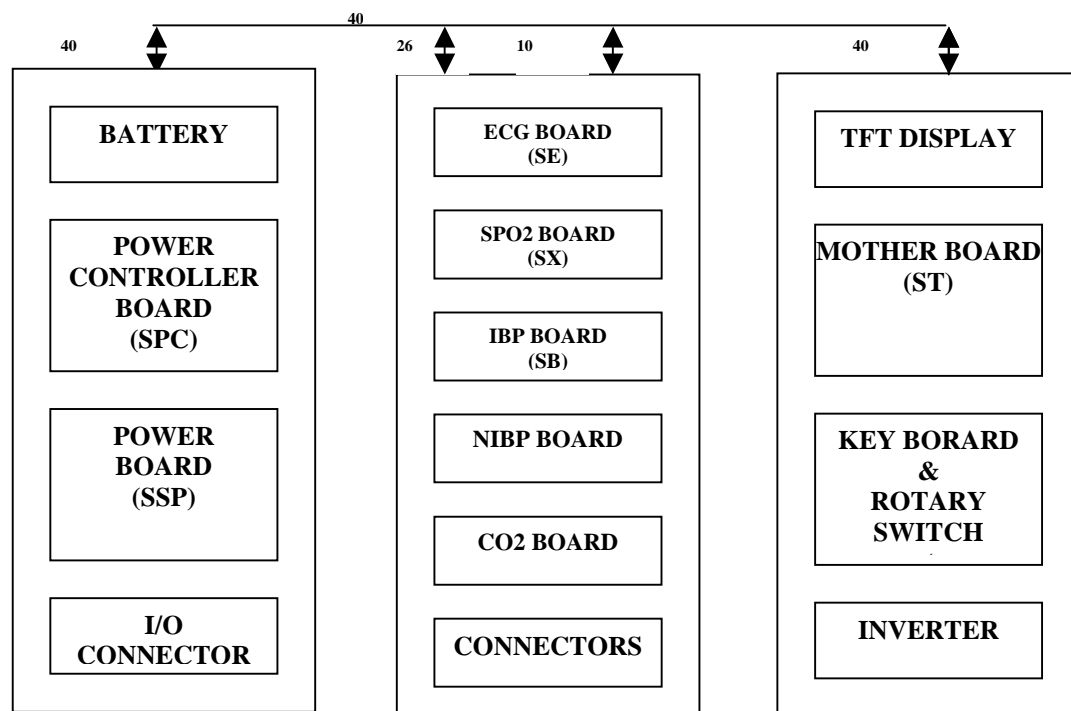 40
40
26
10
40
BATTERY
POWER
CONTROLLER
BOARD
(SPC)
POWER
BOARD
(SSP)
I/O
CONNECTOR
ECG BOARD
(SE)
SPO2 BOARD
(SX)
IBP BOARD
(SB)
NIBP BOARD
CO2 BOARD
CONNECTORS
TFT DISPLAY
MOTHER BOARD
(ST)
KEY BORARD
&
ROTARY
SWITCH
INVERTER